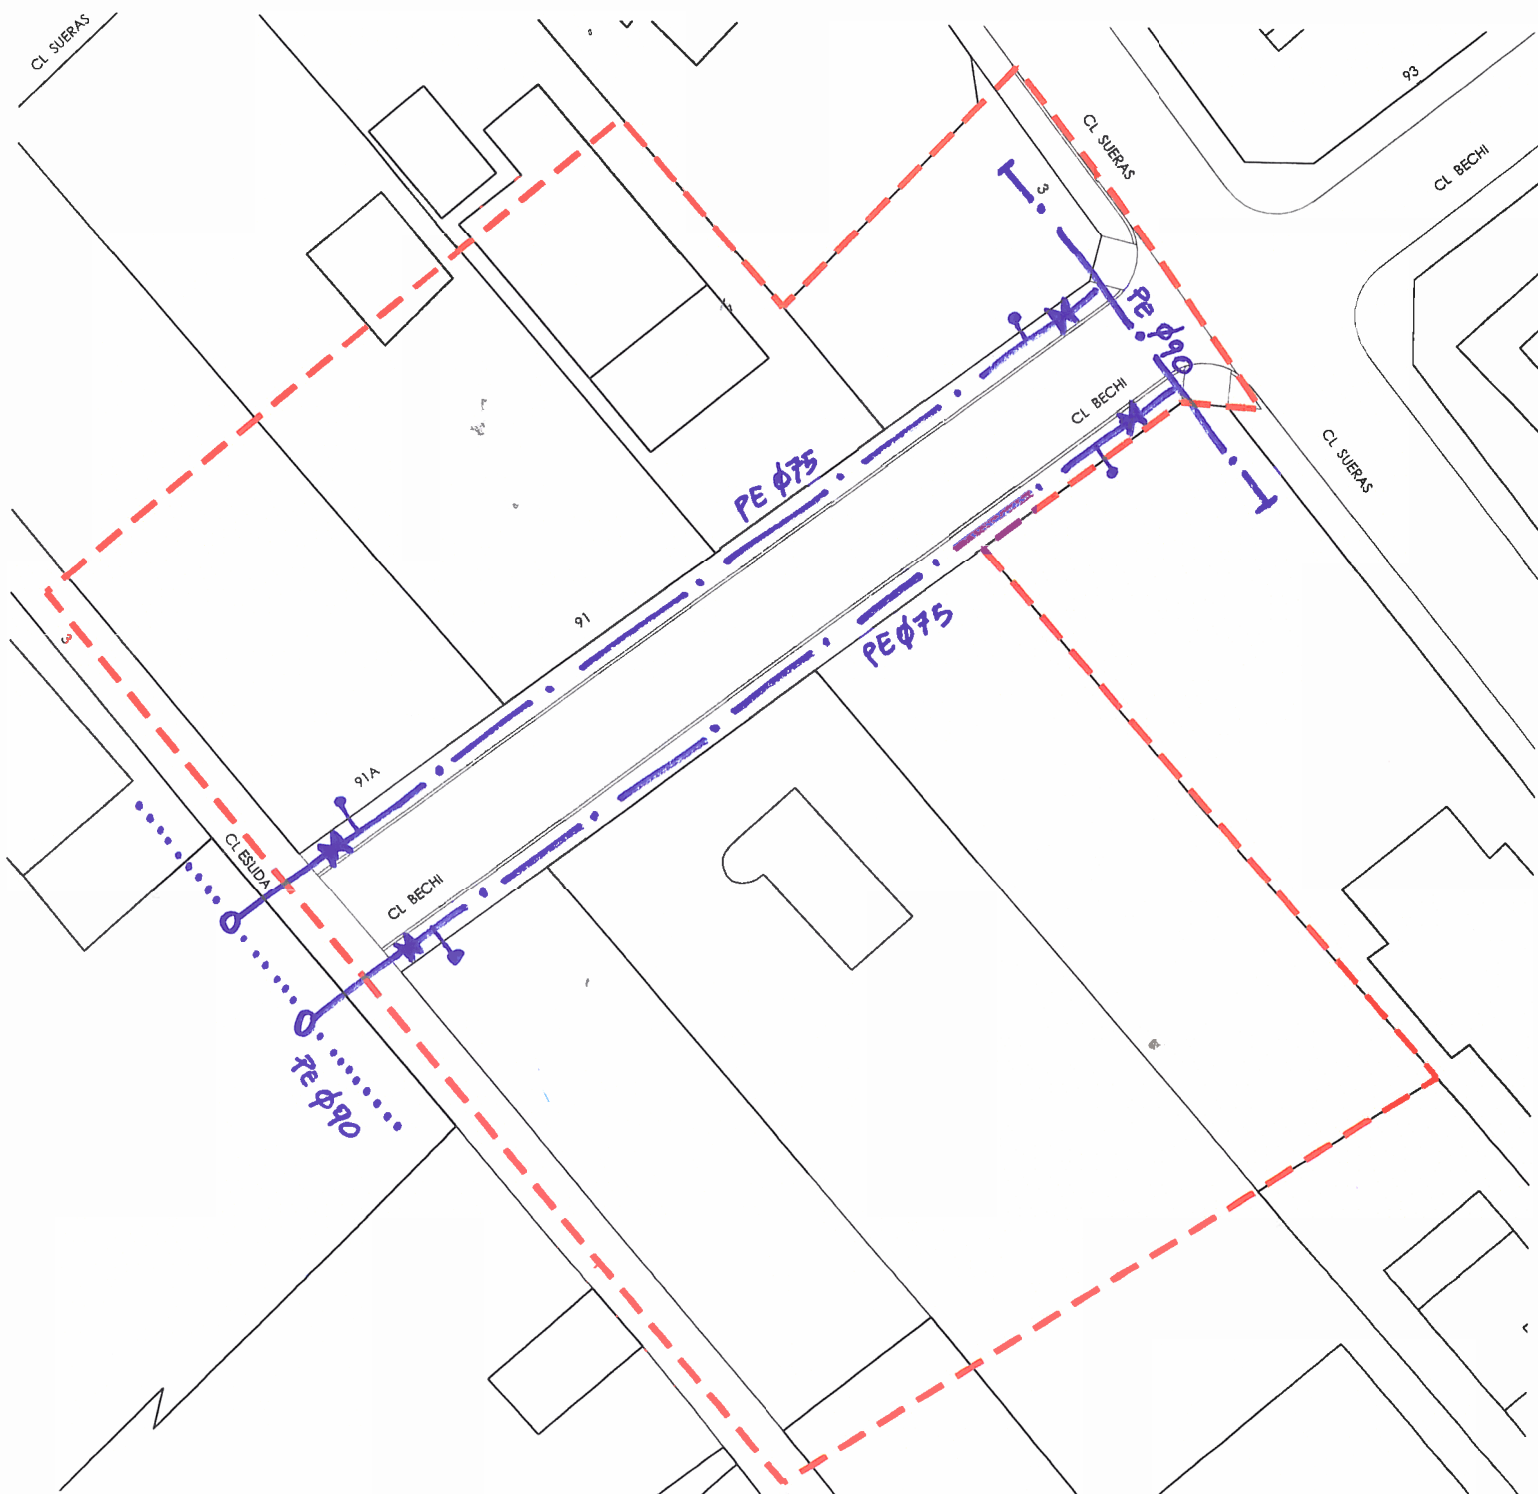 CL SUERAS
93
CL SUERAS
CL BECHI
3
PE Ø90
CL BECHI
CL SUERAS
PE Ø75
91
PE Ø75
3
91A
CL ESLIDA
CL BECHI
PE Ø90